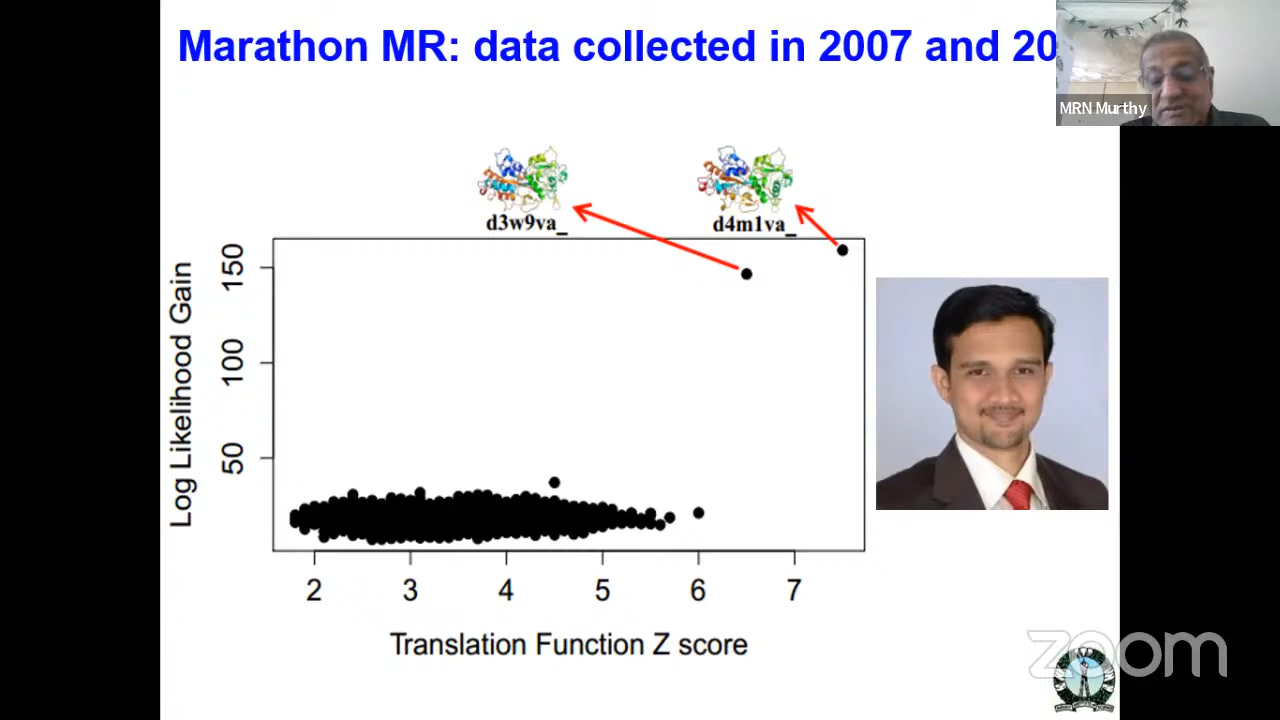 Marathon MR: data collected in 2007 and 20
MRN Murthy
d3w9va_
d4m1va_
Log Likelihood Gain
150
100
50
2 3 4 5 6 7
Translation Function Z score
zoom